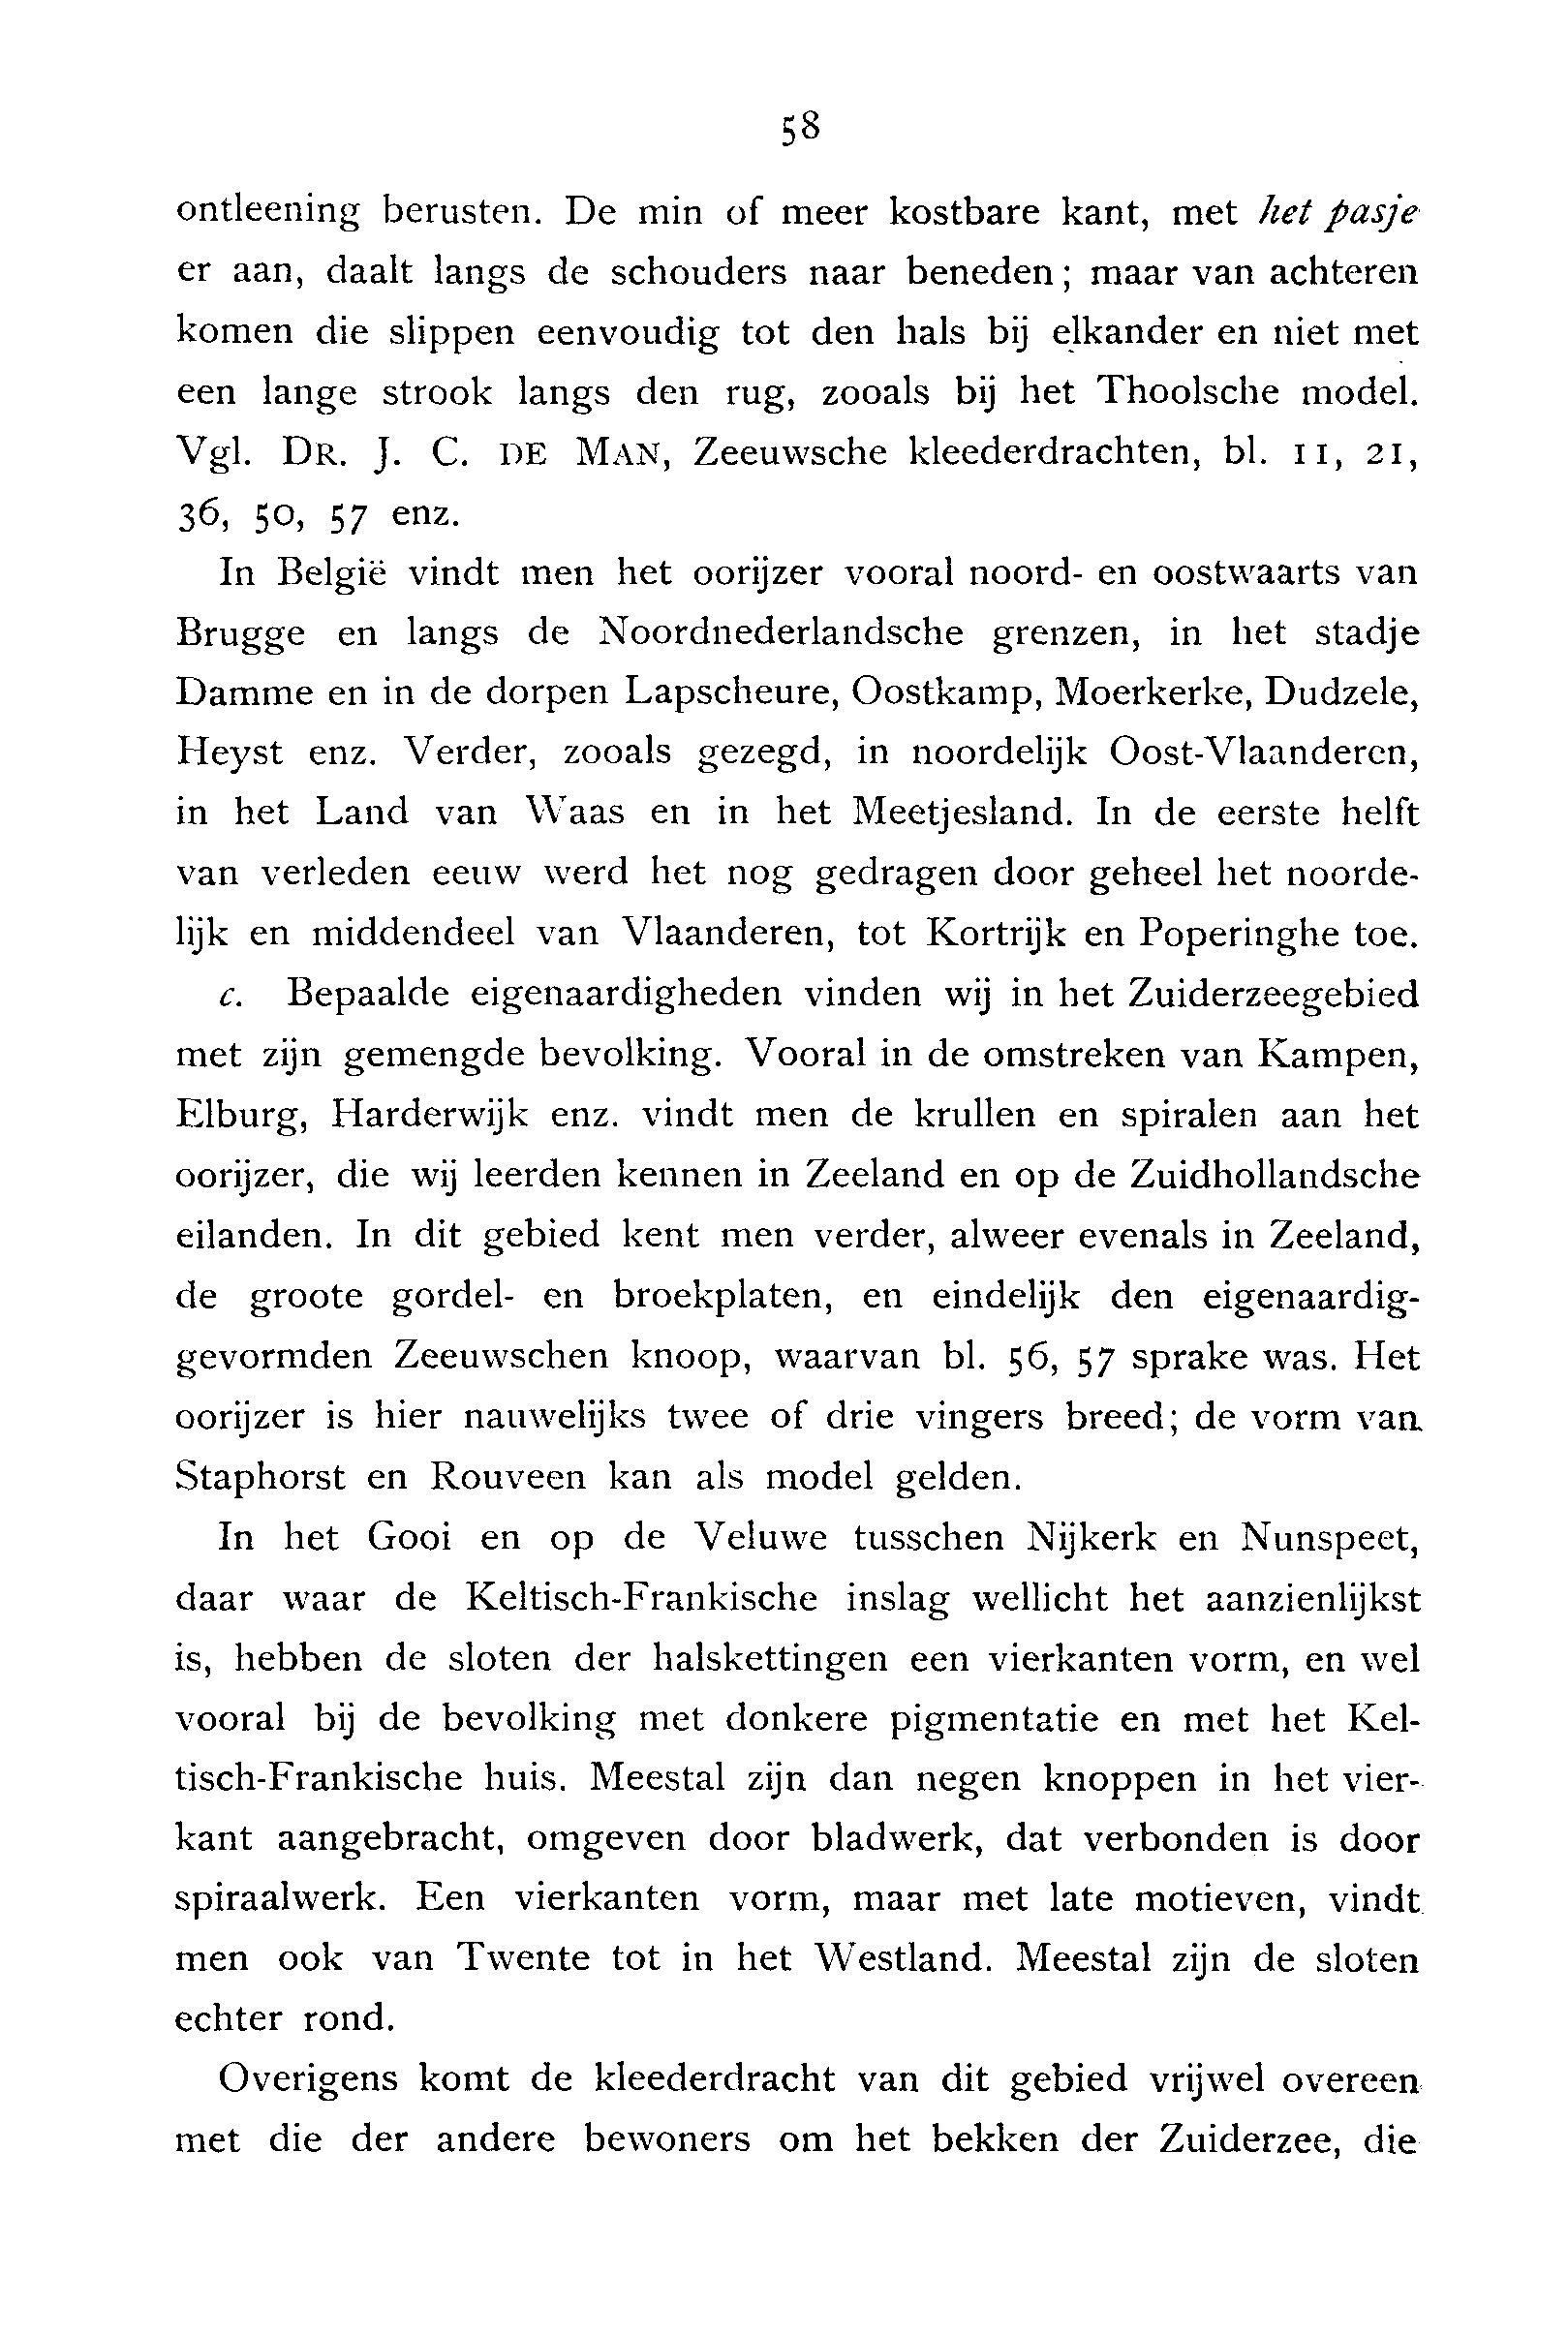 58
ontleening berusten. De min of meer kostbare kant, met het pasje
er aan, daalt langs de schouders naar beneden; maar van achteren
komen die slippen eenvoudig tot den hals bij elkander en niet met
een lange strook langs den rug, zooals bij het Thoolsche model.
Vgl. DR. J. C. DE MAN, Zeeuwsche kleederdrachten, bl. 11, 21,
36, 50, 57 enz.
In België vindt men het oorijzer vooral noord- en oostwaarts van
Brugge en langs de Noordnederlandsche grenzen, in het stadje
Damme en in de dorpen Lapscheure, Oostkamp, Moerkerke, Dudzele,
Heyst enz. Verder, zooals gezegd, in noordelijk Oost-Vlaanderen,
in het Land van Waas en in het Meetjesland. In de eerste helft
van verleden eeuw werd het nog gedragen door geheel het noorde-
lijk en middendeel van Vlaanderen, tot Kortrijk en Poperinghe toe.
c. Bepaalde eigenaardigheden vinden wij in het Zuiderzeegebied
met zijn gemengde bevolking. Vooral in de omstreken van Kampen,
Elburg, Harderwijk enz. vindt men de krullen en spiralen aan het
oorijzer, die wij leerden kennen in Zeeland en op de Zuidhollandsche
eilanden. In dit gebied kent men verder, alweer evenals in Zeeland,
de groote gordel- en broekplaten, en eindelijk den eigenaardig-
gevormden Zeeuwschen knoop, waarvan bl. 56, 57 sprake was. Het
oorijzer is hier nauwelijks twee of drie vingers breed; de vorm van
Staphorst en Rouveen kan als model gelden.
In het Gooi en op de Veluwe tusschen Nijkerk en Nunspeet,
daar waar de Keltisch-Frankische inslag wellicht het aanzienlijkst
is, hebben de sloten der halskettingen een vierkanten vorm, en wel
vooral bij de bevolking met donkere pigmentatie en met het Kel-
tisch-Frankische huis. Meestal zijn dan negen knoppen in het vier-
kant aangebracht, omgeven door bladwerk, dat verbonden is door
spiraalwerk. Een vierkanten vorm, maar met late motieven, vindt
men ook van Twente tot in het Westland. Meestal zijn de sloten
echter rond.
Overigens komt de kleederdracht van dit gebied vrijwel overeen
met die der andere bewoners om het bekken der Zuiderzee, die